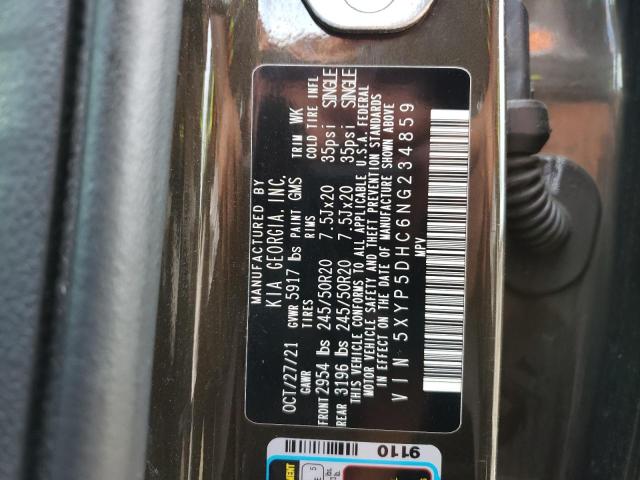 MANUFACTURED BY
KIA GEORGIA, INC.
OCT/27/21 GVWR 5917 lbs PAINT GMS TRIM WK
GAWR TIRES RIMS COLD TIRE INFL
FRONT 2954 lbs 245/50R20 7.5Jx20 35psi SINGLE
REAR 3196 lbs 245/50R20 7.5Jx20 35psi SINGLE
THIS VEHICLE CONFORMS TO ALL APPLICABLE U.S.A. FEDERAL
MOTOR VEHICLE SAFETY AND THEFT PREVENTION STANDARDS
IN EFFECT ON THE DATE OF MANUFACTURE SHOWN ABOVE
VIN 5XYP5DHC6NG234859
MPV
9110